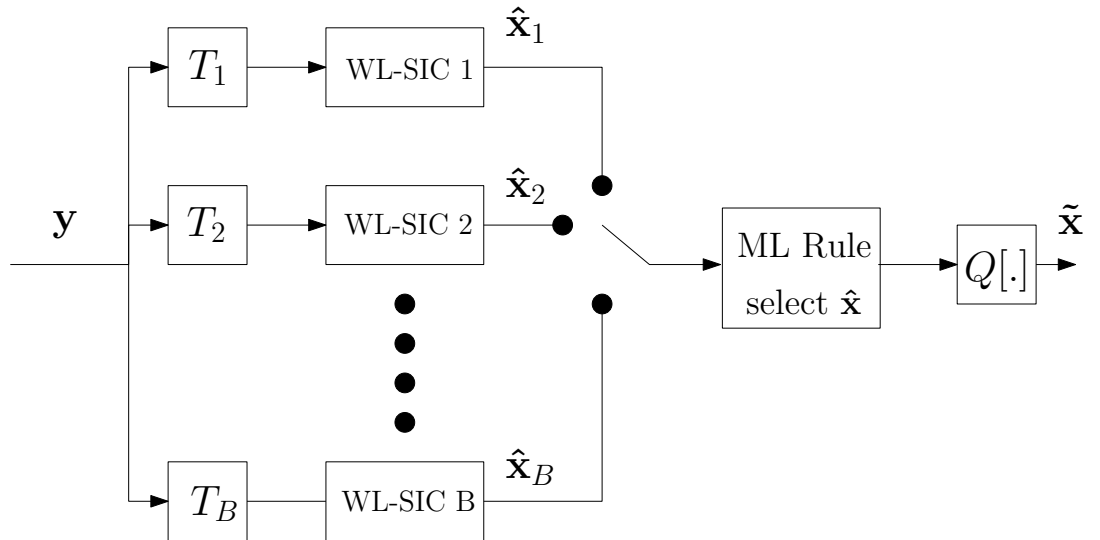 x̂₁
T₁
WL-SIC 1
x̂₂
y
T₂
WL-SIC 2
x̃
ML Rule
select x̂
Q[.]
x̂_B
T_B
WL-SIC B